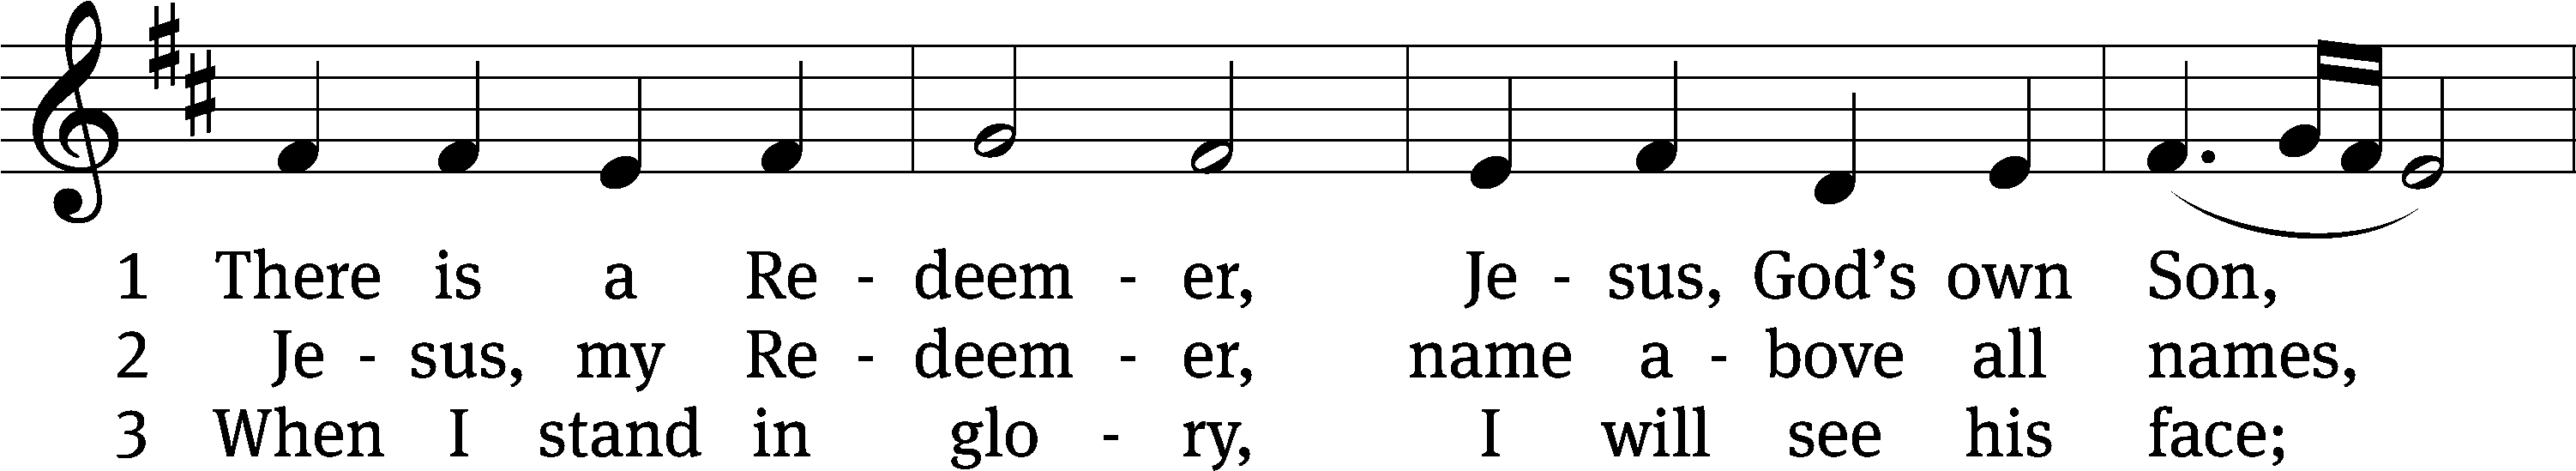 1 There is a Re - deem - er, Je - sus, God’s own Son,
2 Je - sus, my Re - deem - er, name a - bove all names,
3 When I stand in glo - ry, I will see his face;